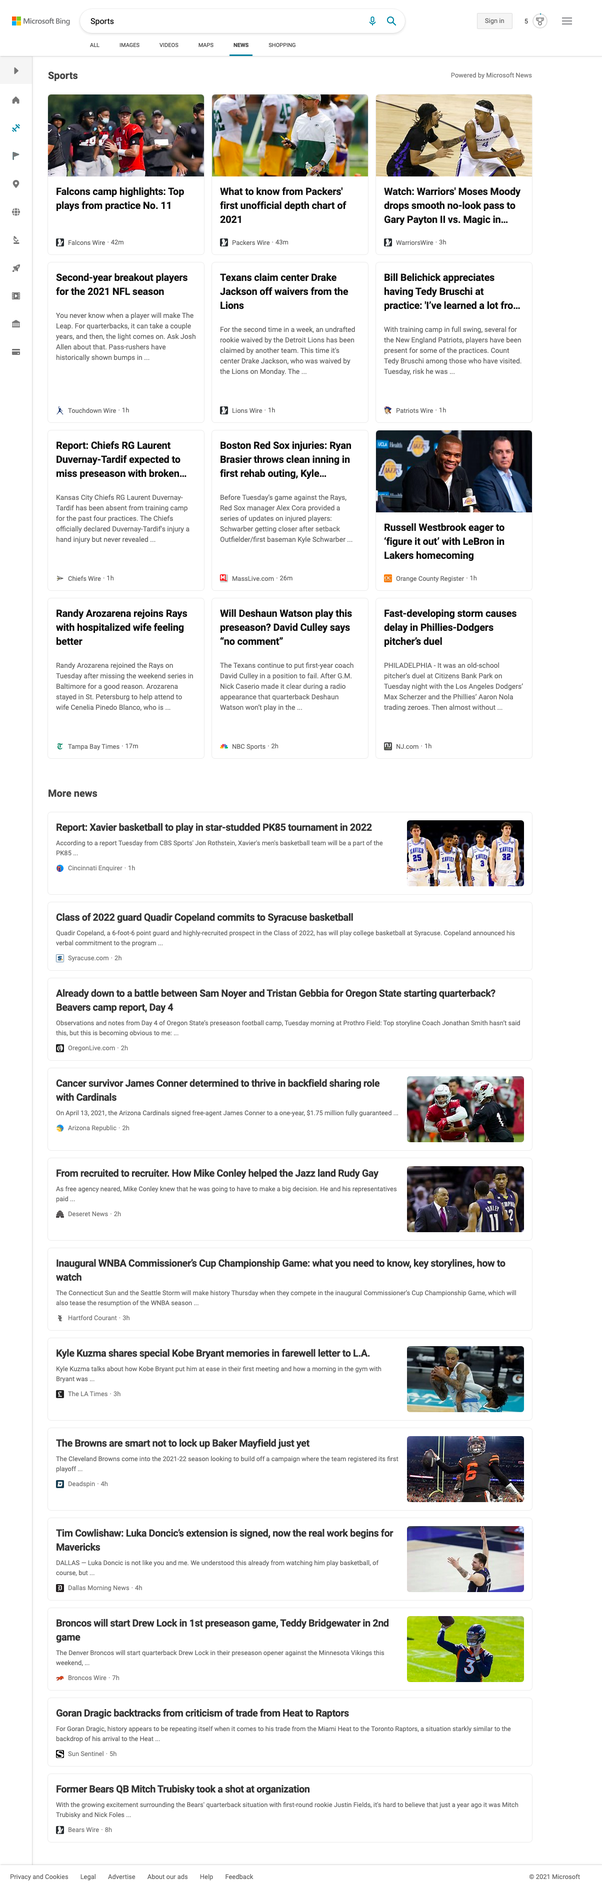 Microsoft Bing
Sports
Sign in
5
ALL IMAGES VIDEOS MAPS NEWS SHOPPING
Sports
Powered by Microsoft News
Falcons camp highlights: Top
plays from practice No. 11
Falcons Wire · 42m
What to know from Packers'
first unofficial depth chart of
2021
Packers Wire · 43m
Watch: Warriors' Moses Moody
drops smooth no-look pass to
Gary Payton II vs. Magic in...
WarriorsWire · 3h
Second-year breakout players
for the 2021 NFL season
You never know when a player will make The
Leap. For quarterbacks, it can take a couple
years, and then, the light comes on. Ask Josh
Allen about that. Pass-rushers have
historically shown bumps in ...
Touchdown Wire · 1h
Texans claim center Drake
Jackson off waivers from the
Lions
For the second time in a week, an undrafted
rookie waived by the Detroit Lions has been
claimed by another team. This time it's
center Drake Jackson, who was waived by
the Lions on Monday. The ...
Lions Wire · 1h
Bill Belichick appreciates
having Tedy Bruschi at
practice: 'I've learned a lot fro...
With training camp in full swing, several for
the New England Patriots, players have been
present for some of the practices. Count
Tedy Bruschi among those who have visited.
Tuesday, risk he was ...
Patriots Wire · 1h
Report: Chiefs RG Laurent
Duvernay-Tardif expected to
miss preseason with broken...
Kansas City Chiefs RG Laurent Duvernay-
Tardif has been absent from training camp
for the past four practices. The Chiefs
officially declared Duvernay-Tardif's injury a
hand injury but never revealed ...
Chiefs Wire · 1h
Boston Red Sox injuries: Ryan
Brasier throws clean inning in
first rehab outing, Kyle...
Before Tuesday's game against the Rays,
Red Sox manager Alex Cora provided a
series of updates on injured players:
Schwarber getting closer after setback
Outfielder/first baseman Kyle Schwarber ...
MassLive.com · 26m
Russell Westbrook eager to
'figure it out' with LeBron in
Lakers homecoming
Orange County Register · 1h
Randy Arozarena rejoins Rays
with hospitalized wife feeling
better
Randy Arozarena rejoined the Rays on
Tuesday after missing the weekend series in
Baltimore for a good reason. Arozarena
stayed in St. Petersburg to help attend to
wife Cenelia Pinedo Blanco, who is ...
Tampa Bay Times · 17m
Will Deshaun Watson play this
preseason? David Culley says
"no comment"
The Texans continue to put first-year coach
David Culley in a position to fail. After G.M.
Nick Caserio made it clear during a radio
appearance that quarterback Deshaun
Watson won't play in the ...
NBC Sports · 2h
Fast-developing storm causes
delay in Phillies-Dodgers
pitcher's duel
PHILADELPHIA - It was an old-school
pitcher's duel at Citizens Bank Park on
Tuesday night with the Los Angeles Dodgers'
Max Scherzer and the Phillies' Aaron Nola
trading zeroes. Then almost without ...
NJ.com · 1h
More news
Report: Xavier basketball to play in star-studded PK85 tournament in 2022
According to a report Tuesday from CBS Sports' Jon Rothstein, Xavier's men's basketball team will be a part of the
PK85 ...
Cincinnati Enquirer · 1h
Class of 2022 guard Quadir Copeland commits to Syracuse basketball
Quadir Copeland, a 6-foot-6 point guard and highly-recruited prospect in the Class of 2022, has will play college basketball at Syracuse. Copeland announced his
verbal commitment to the program ...
Syracuse.com · 2h
Already down to a battle between Sam Noyer and Tristan Gebbia for Oregon State starting quarterback?
Beavers camp report, Day 4
Observations and notes from Day 4 of Oregon State's preseason football camp, Tuesday morning at Prothro Field: Top storyline Coach Jonathan Smith hasn't said
this, but this is becoming obvious to me: ...
OregonLive.com · 2h
Cancer survivor James Conner determined to thrive in backfield sharing role
with Cardinals
On April 13, 2021, the Arizona Cardinals signed free-agent James Conner to a one-year, $1.75 million fully guaranteed ...
Arizona Republic · 2h
From recruited to recruiter. How Mike Conley helped the Jazz land Rudy Gay
As free agency neared, Mike Conley knew that he was going to have to make a big decision. He and his representatives
paid ...
Deseret News · 2h
Inaugural WNBA Commissioner's Cup Championship Game: what you need to know, key storylines, how to
watch
The Connecticut Sun and the Seattle Storm will make history Thursday when they compete in the inaugural Commissioner's Cup Championship Game, which will
also tease the resumption of the WNBA season ...
Hartford Courant · 3h
Kyle Kuzma shares special Kobe Bryant memories in farewell letter to L.A.
Kyle Kuzma talks about how Kobe Bryant put him at ease in their first meeting and how a morning in the gym with
Bryant was ...
The LA Times · 3h
The Browns are smart not to lock up Baker Mayfield just yet
The Cleveland Browns come into the 2021-22 season looking to build off a campaign where the team registered its first
playoff ...
Deadspin · 4h
Tim Cowlishaw: Luka Doncic's extension is signed, now the real work begins for
Mavericks
DALLAS — Luka Doncic is not like you and me. We understood this already from watching him play basketball, of
course, but ...
Dallas Morning News · 4h
Broncos will start Drew Lock in 1st preseason game, Teddy Bridgewater in 2nd
game
The Denver Broncos will start quarterback Drew Lock in their preseason opener against the Minnesota Vikings this
weekend, ...
Broncos Wire · 7h
Goran Dragic backtracks from criticism of trade from Heat to Raptors
For Goran Dragic, history appears to be repeating itself when it comes to his trade from the Miami Heat to the Toronto Raptors, a situation starkly similar to the
backdrop of his arrival to the Heat ...
Sun Sentinel · 5h
Former Bears QB Mitch Trubisky took a shot at organization
With the growing excitement surrounding the Bears' quarterback situation with first-round rookie Justin Fields, it's hard to believe that just a year ago it was Mitch
Trubisky and Nick Foles ...
Bears Wire · 8h
Privacy and Cookies Legal Advertise About our ads Help Feedback
© 2021 Microsoft